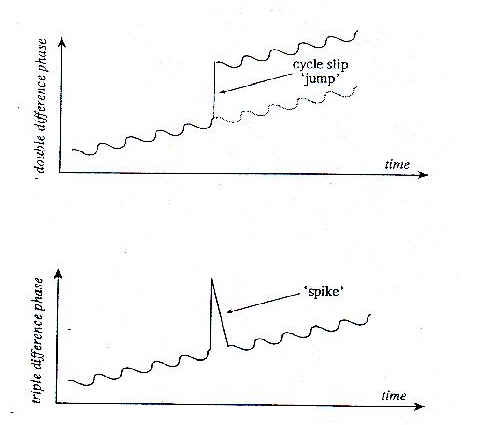 double difference phase
cycle slip
'jump'
time
triple difference phase
'spike'
time